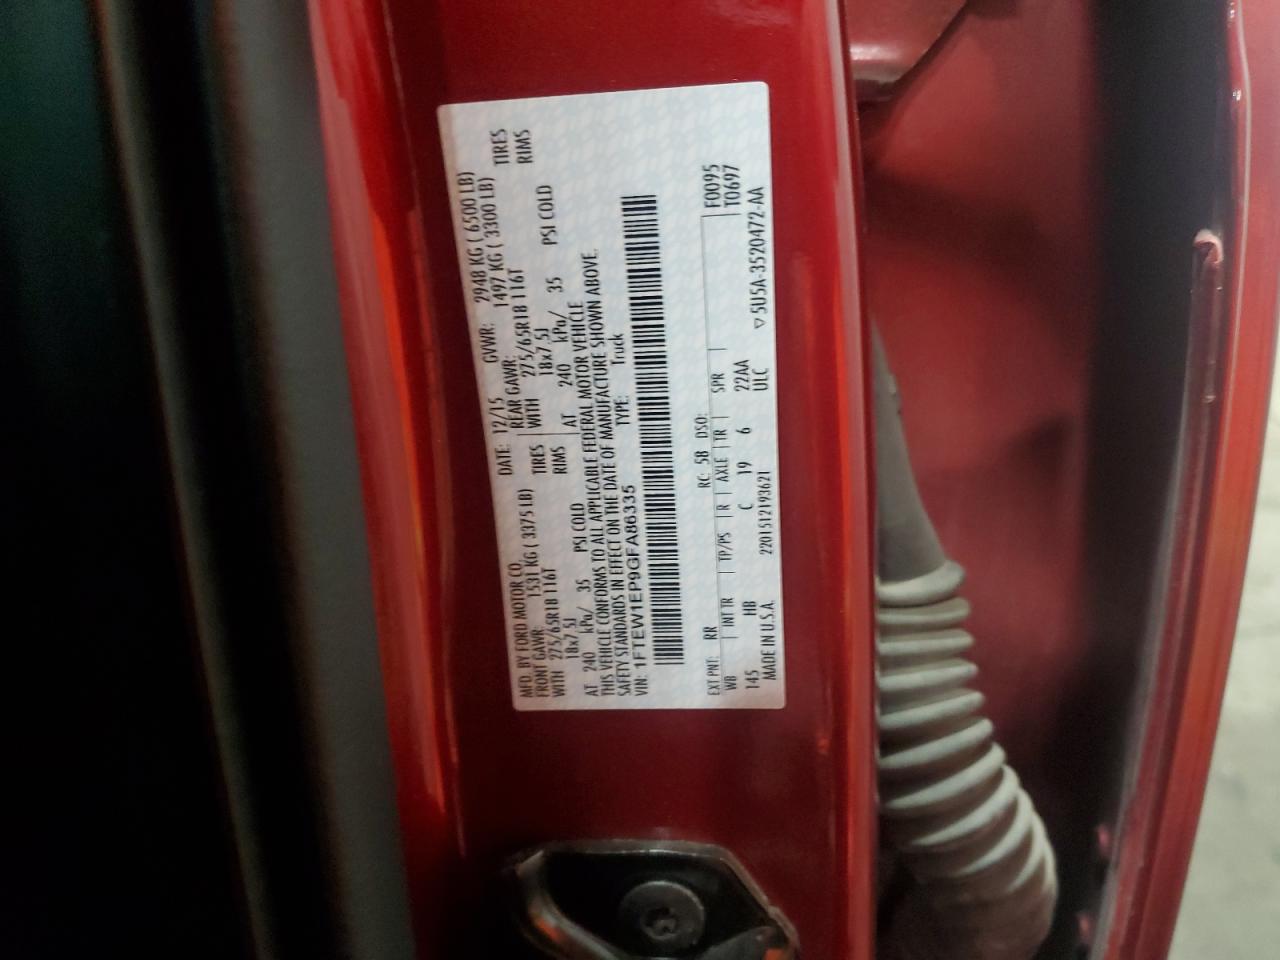 MFD. BY FORD MOTOR CO.
DATE: 12/15 GVWR: 2948 KG ( 6500 LB)
FRONT GAWR: 1531 KG ( 3375 LB) REAR GAWR: 1497 KG ( 3300 LB)
WITH 275/65R18 116T TIRES WITH 275/65R18 116T TIRES
18x7.5J RIMS 18x7.5J RIMS
AT 240 kPa/ 35 PSI COLD AT 240 kPa/ 35 PSI COLD
THIS VEHICLE CONFORMS TO ALL APPLICABLE FEDERAL MOTOR VEHICLE
SAFETY STANDARDS IN EFFECT ON THE DATE OF MANUFACTURE SHOWN ABOVE.
VIN: 1FTEW1EP9GFA86335 TYPE: Truck
EXT PNT: RR RC: 58 DSO: F0095
WB INT TR TP/PS R AXLE TR SPR T0697
145 HB C 19 6 22AA
MADE IN U.S.A. 2201512193621 ULC ▽5U5A-3520472-AA